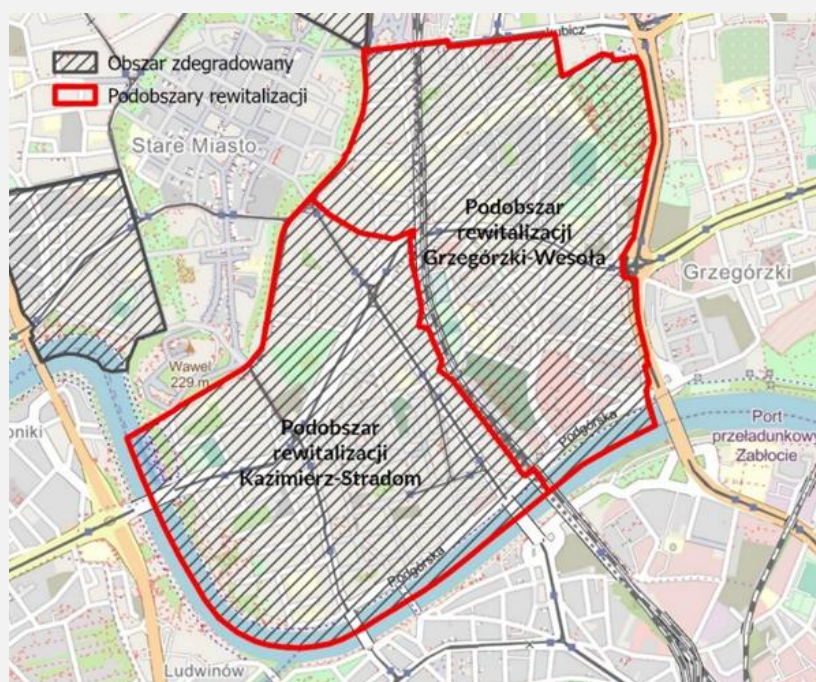 Obszar zdegradowany
Podobszary rewitalizacji
Stare Miasto
Podobszar
rewitalizacji
Grzegórzki-Wesoła
Grzegórzki
Wawel
229 m
Podobszar
rewitalizacji
Kazimierz-Stradom
Podgórska
Port
przeładunkowy
Zabłocie
Podgórska
Ludwinów